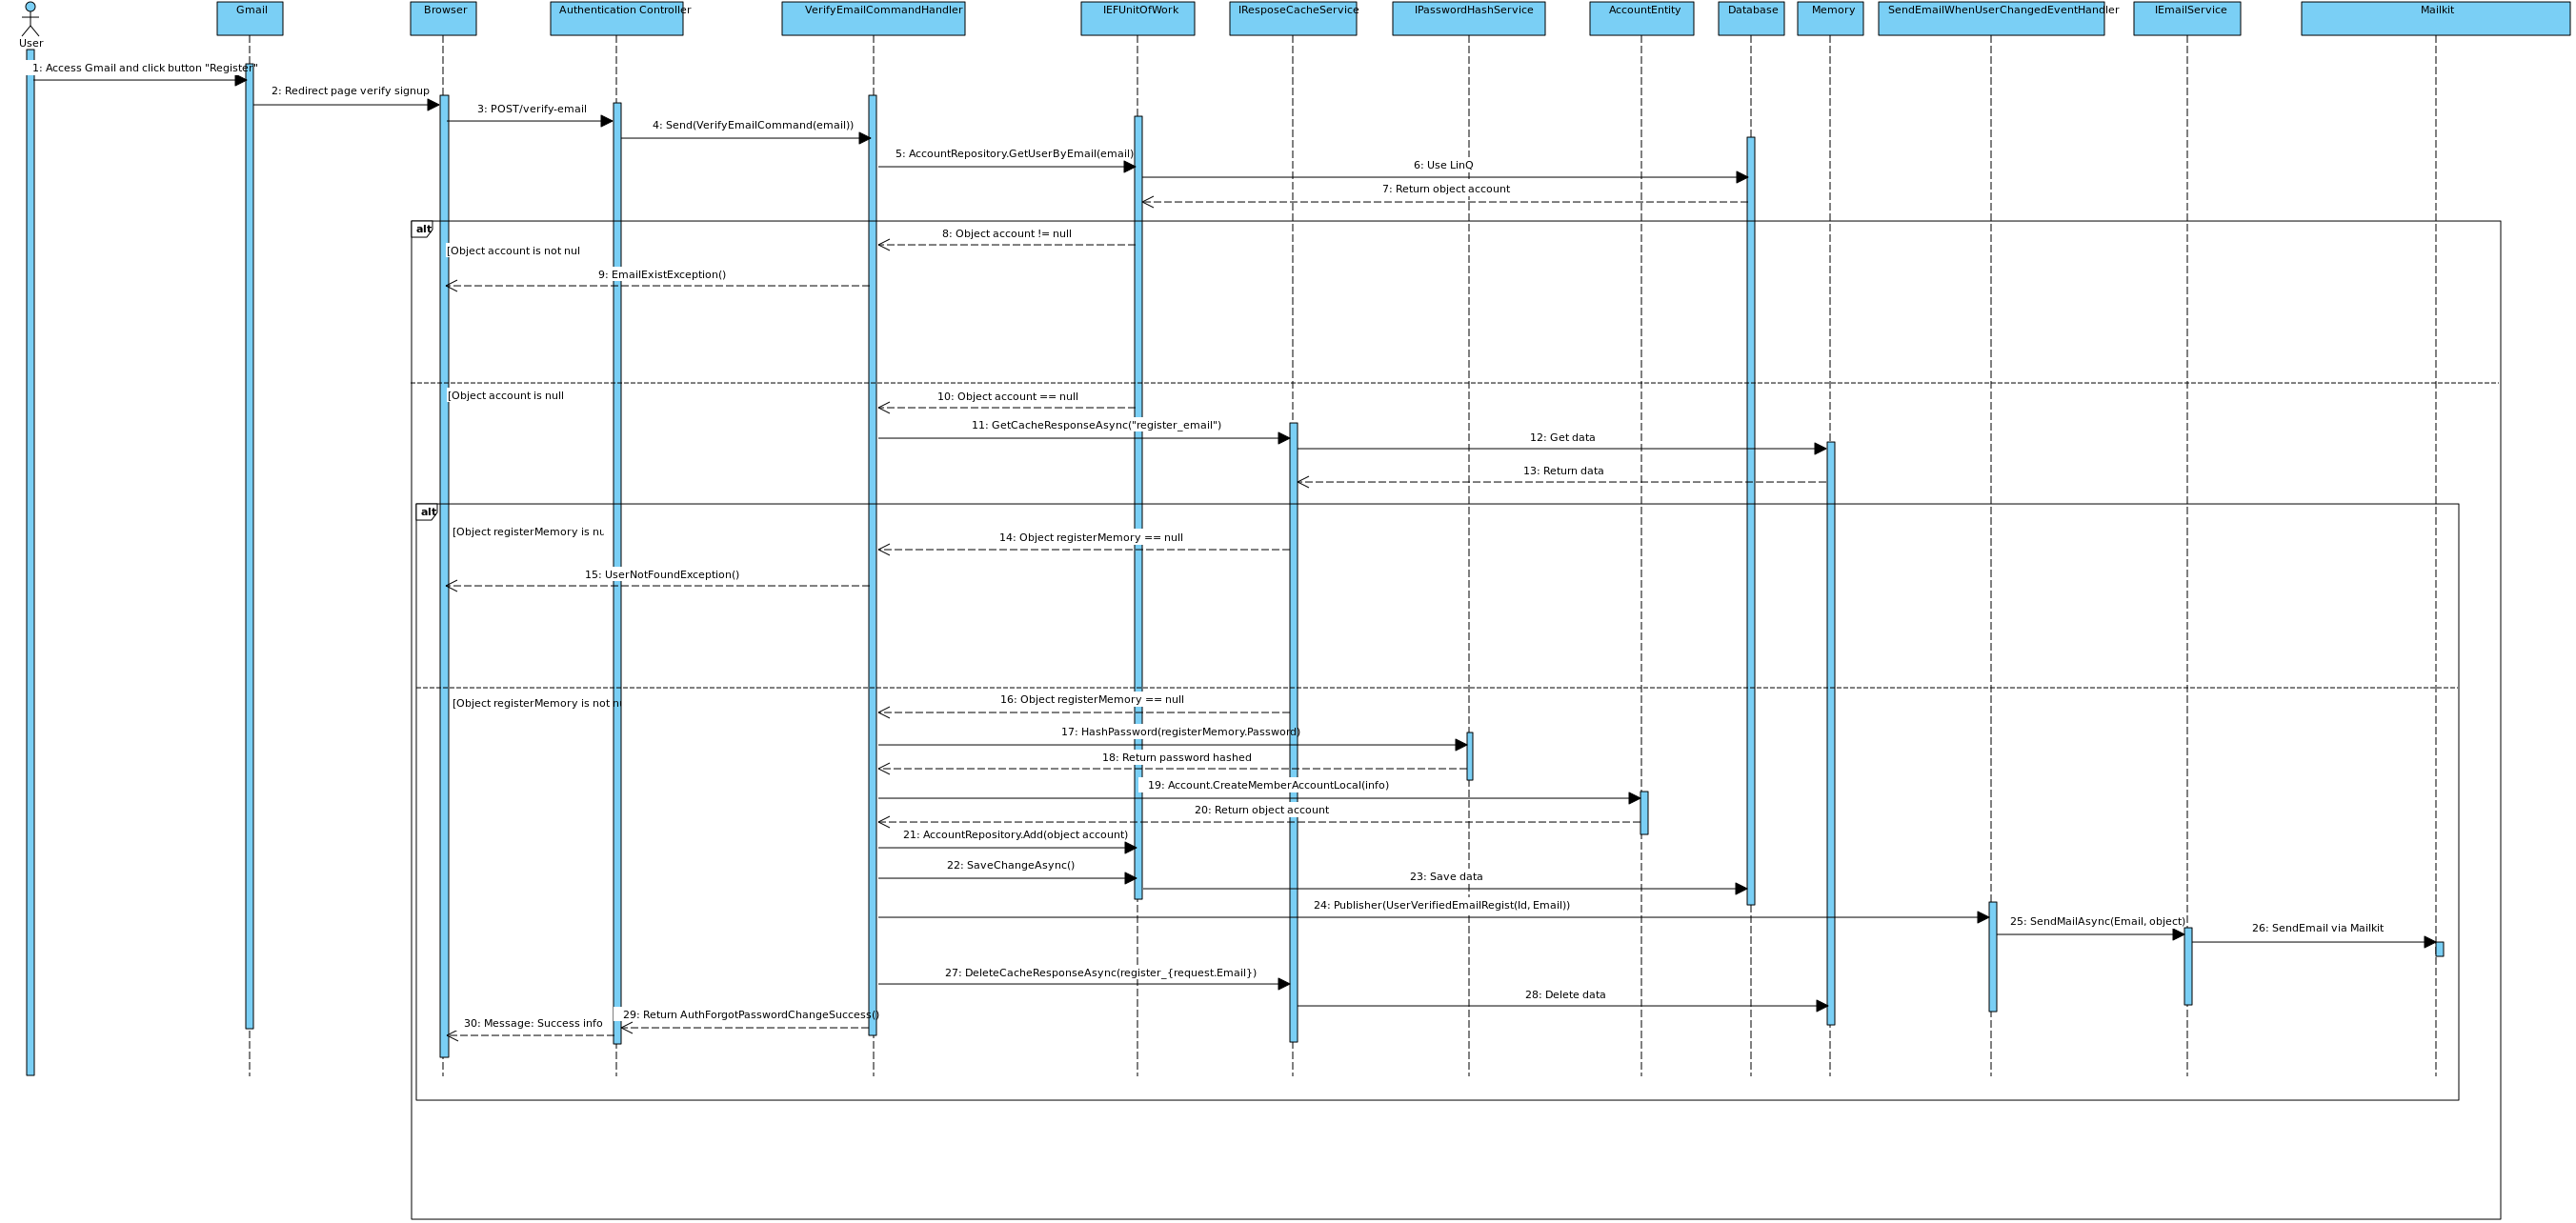 Gmail
Browser
Authentication Controller
VerifyEmailCommandHandler
IEFUnitOfWork
IResposeCacheService
IPasswordHashService
AccountEntity
Database
Memory
SendEmailWhenUserChangedEventHandler
IEmailService
Mailkit
User
1: Access Gmail and click button "Register"
2: Redirect page verify signup
3: POST/verify-email
4: Send(VerifyEmailCommand(email))
5: AccountRepository.GetUserByEmail(email)
6: Use LinQ
7: Return object account
alt
8: Object account != null
[Object account is not nul
9: EmailExistException()
[Object account is null
10: Object account == null
11: GetCacheResponseAsync("register_email")
12: Get data
13: Return data
alt
[Object registerMemory is nu
14: Object registerMemory == null
15: UserNotFoundException()
16: Object registerMemory == null
[Object registerMemory is not nu
17: HashPassword(registerMemory.Password)
18: Return password hashed
19: Account.CreateMemberAccountLocal(info)
20: Return object account
21: AccountRepository.Add(object account)
22: SaveChangeAsync()
23: Save data
24: Publisher(UserVerifiedEmailRegist(Id, Email))
25: SendMailAsync(Email, object)
26: SendEmail via Mailkit
27: DeleteCacheResponseAsync(register_{request.Email})
28: Delete data
29: Return AuthForgotPasswordChangeSuccess()
30: Message: Success info